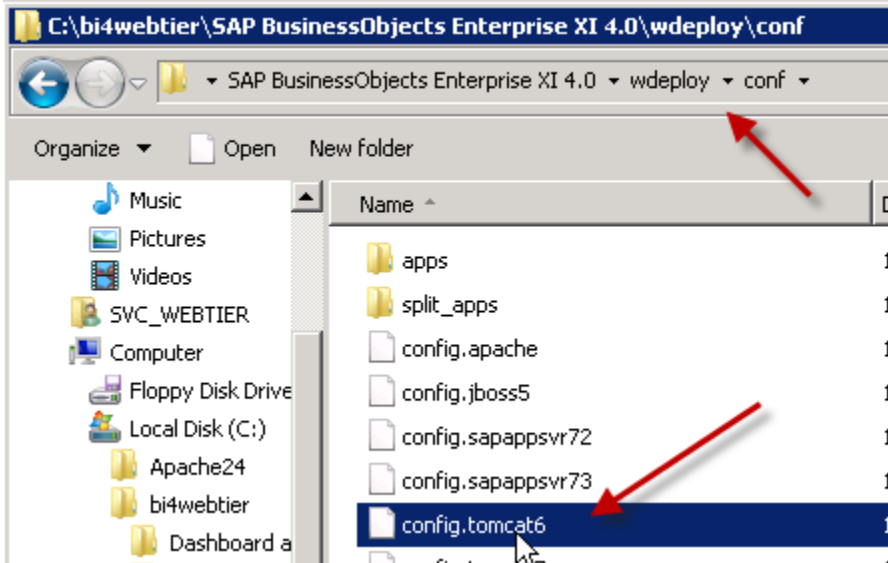 C:\bi4webtier\SAP BusinessObjects Enterprise XI 4.0\wdeploy\conf
SAP BusinessObjects Enterprise XI 4.0 wdeploy conf
Organize Open New folder
Music
Pictures
Videos
SVC_WEBTIER
Computer
Floppy Disk Drive
Local Disk (C:)
Apache24
bi4webtier
Dashboard a
Name
apps
split_apps
config.apache
config.jboss5
config.sapappsvr72
config.sapappsvr73
config.tomcat6